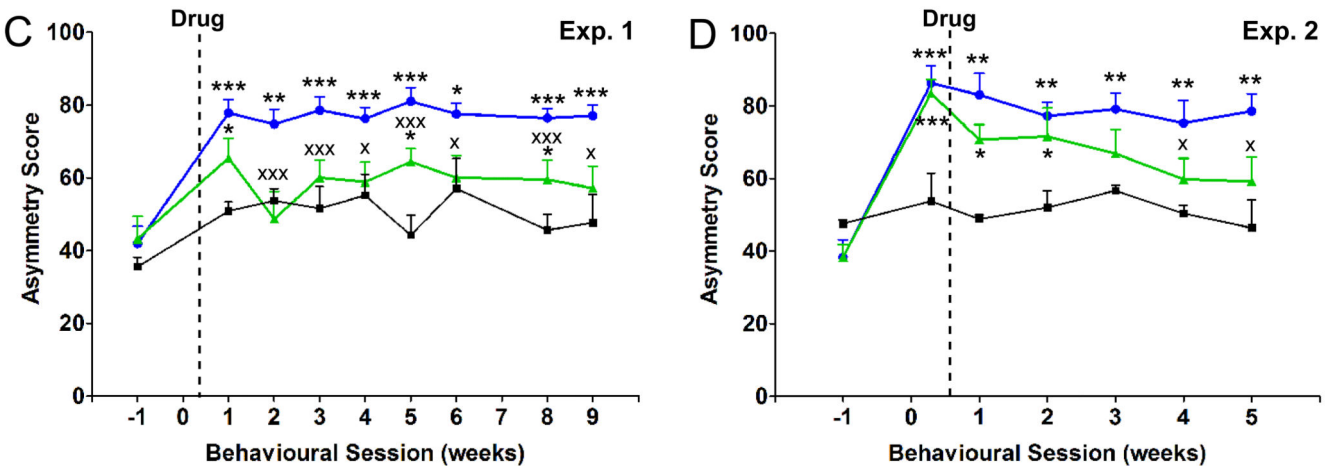 C
Drug
Exp. 1
100
80
60
40
20
0
Asymmetry Score
*** ** *** *** *** * *** ***
* xxx xxx x xxx * x xxx * x
-1 0 1 2 3 4 5 6 7 8 9
Behavioural Session (weeks)
D
Drug
Exp. 2
100
80
60
40
20
0
Asymmetry Score
*** ** ** ** ** **
*** * * x x
-1 0 1 2 3 4 5
Behavioural Session (weeks)